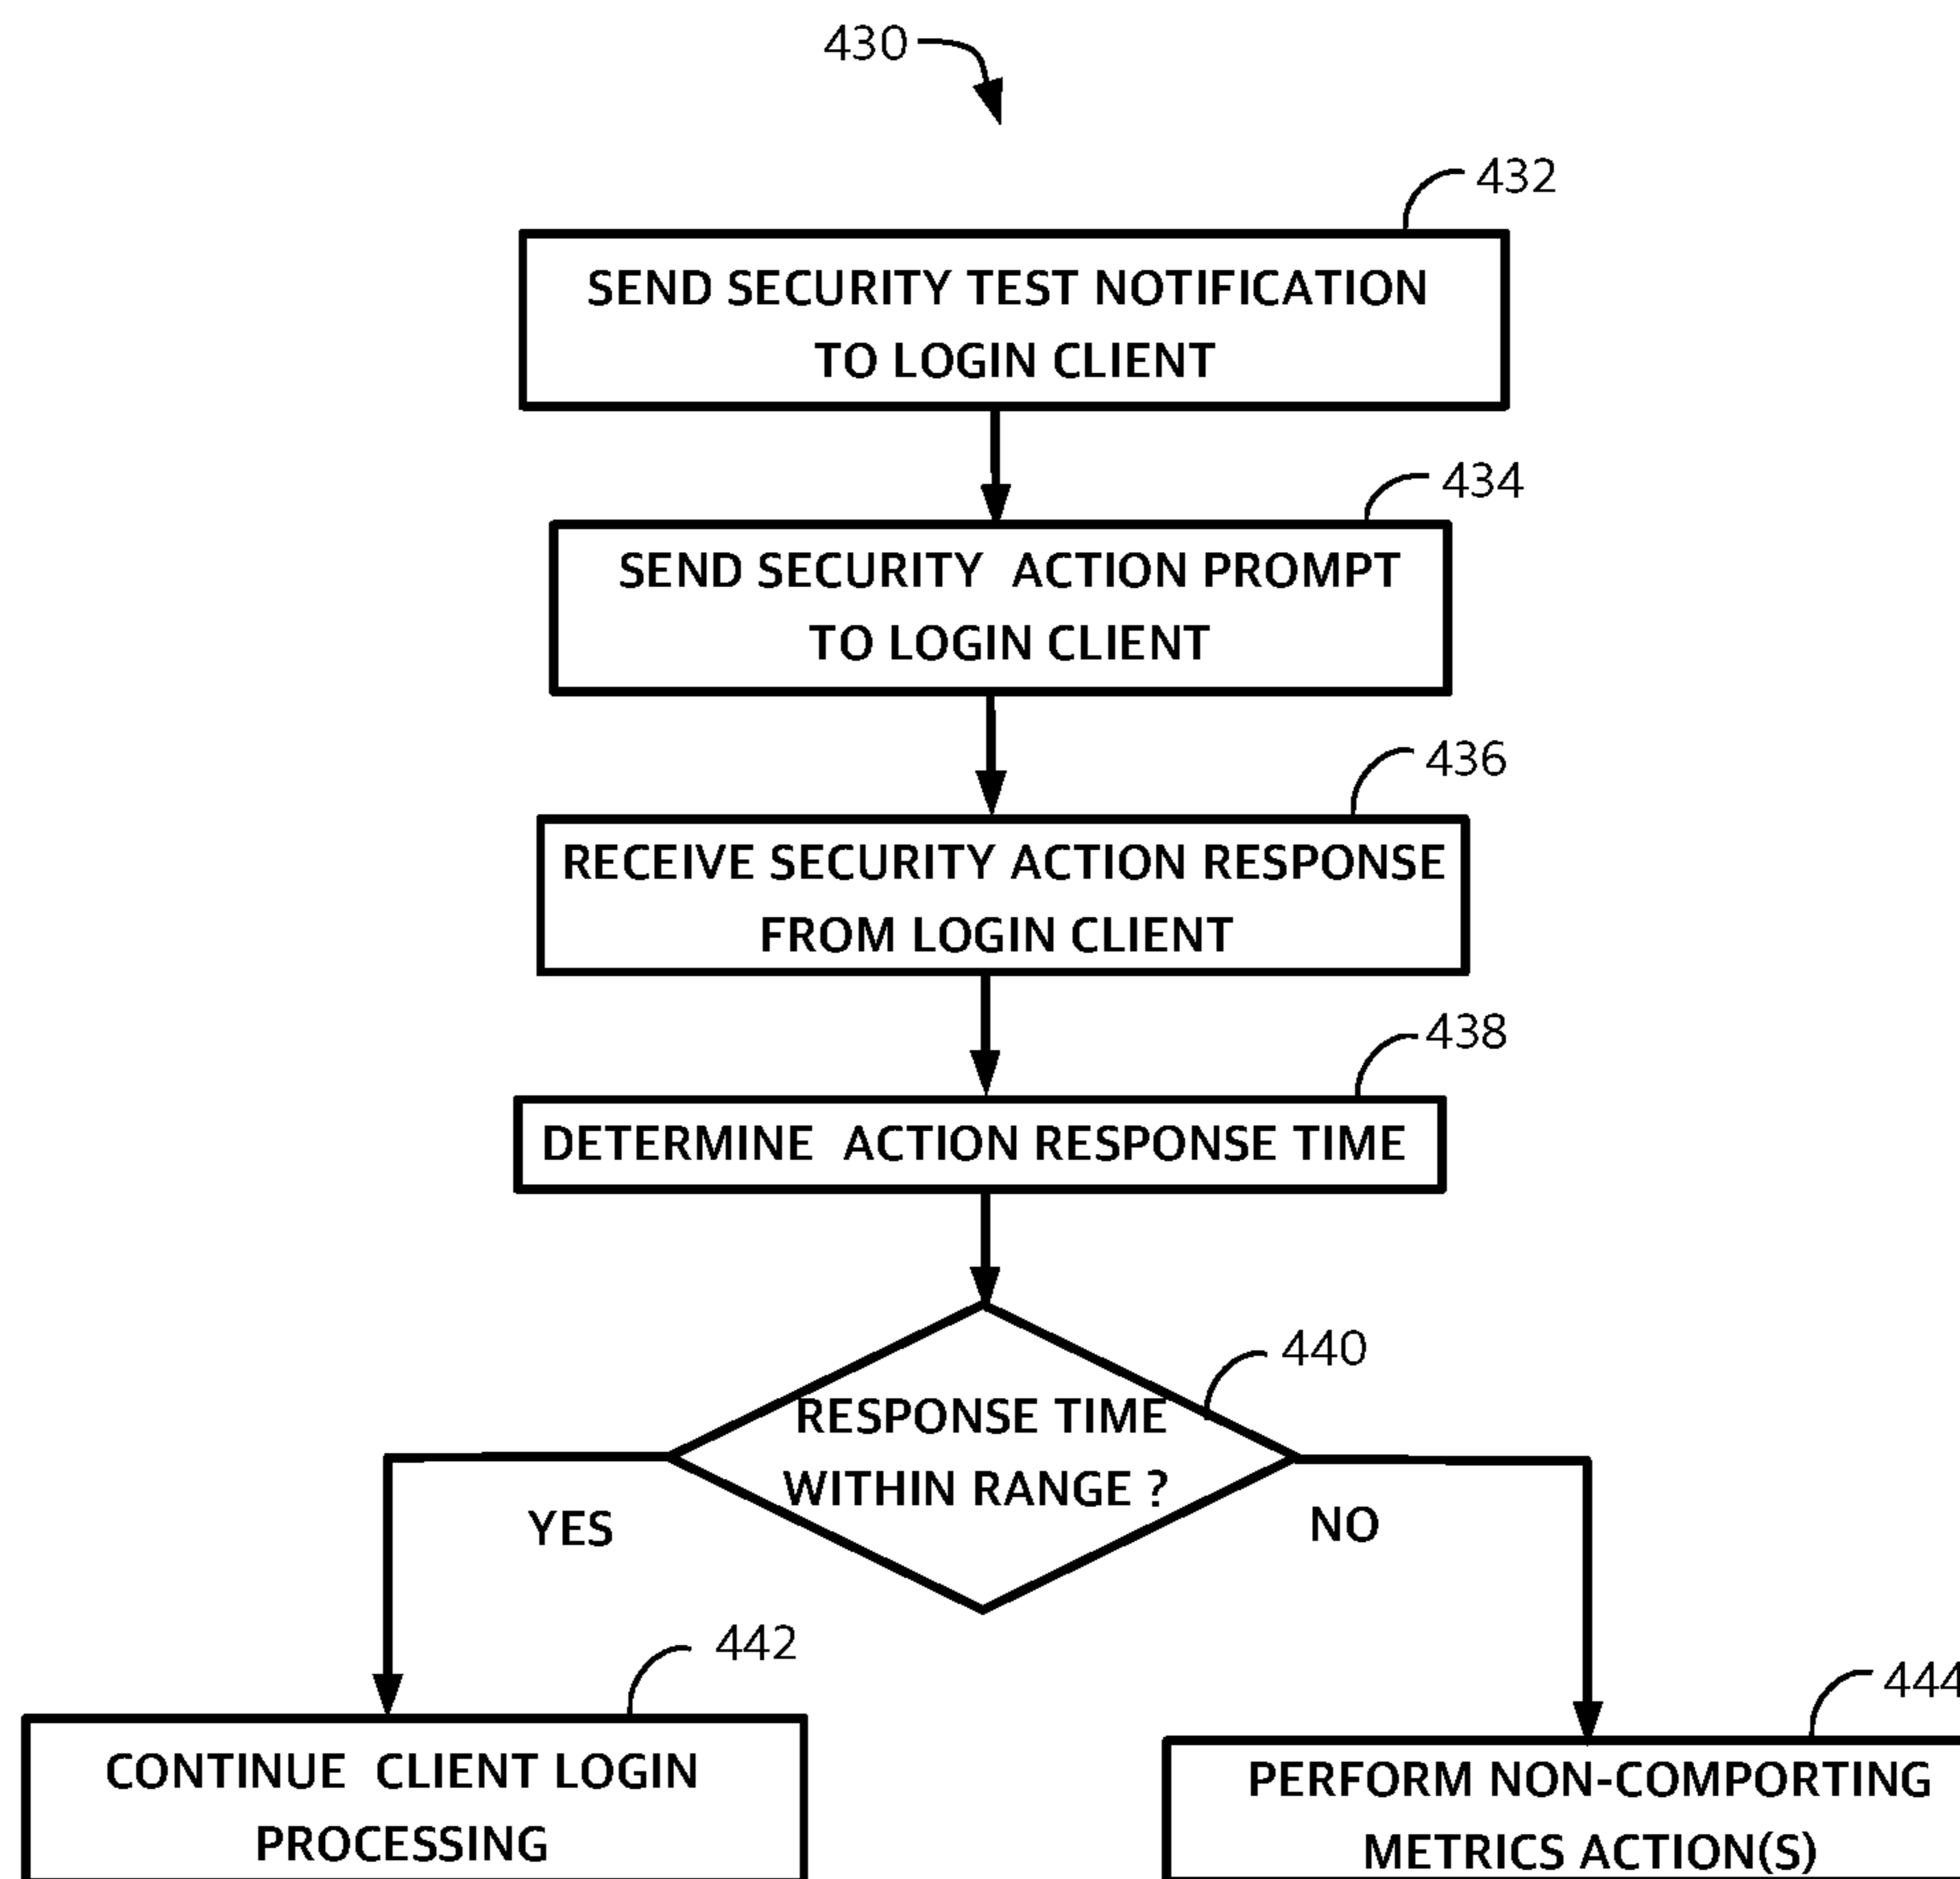 430
432
SEND SECURITY TEST NOTIFICATION
TO LOGIN CLIENT
434
SEND SECURITY ACTION PROMPT
TO LOGIN CLIENT
436
RECEIVE SECURITY ACTION RESPONSE
FROM LOGIN CLIENT
438
DETERMINE ACTION RESPONSE TIME
440
RESPONSE TIME
WITHIN RANGE ?
YES
NO
442
444
CONTINUE CLIENT LOGIN
PROCESSING
PERFORM NON-COMPORTING
METRICS ACTION(S)